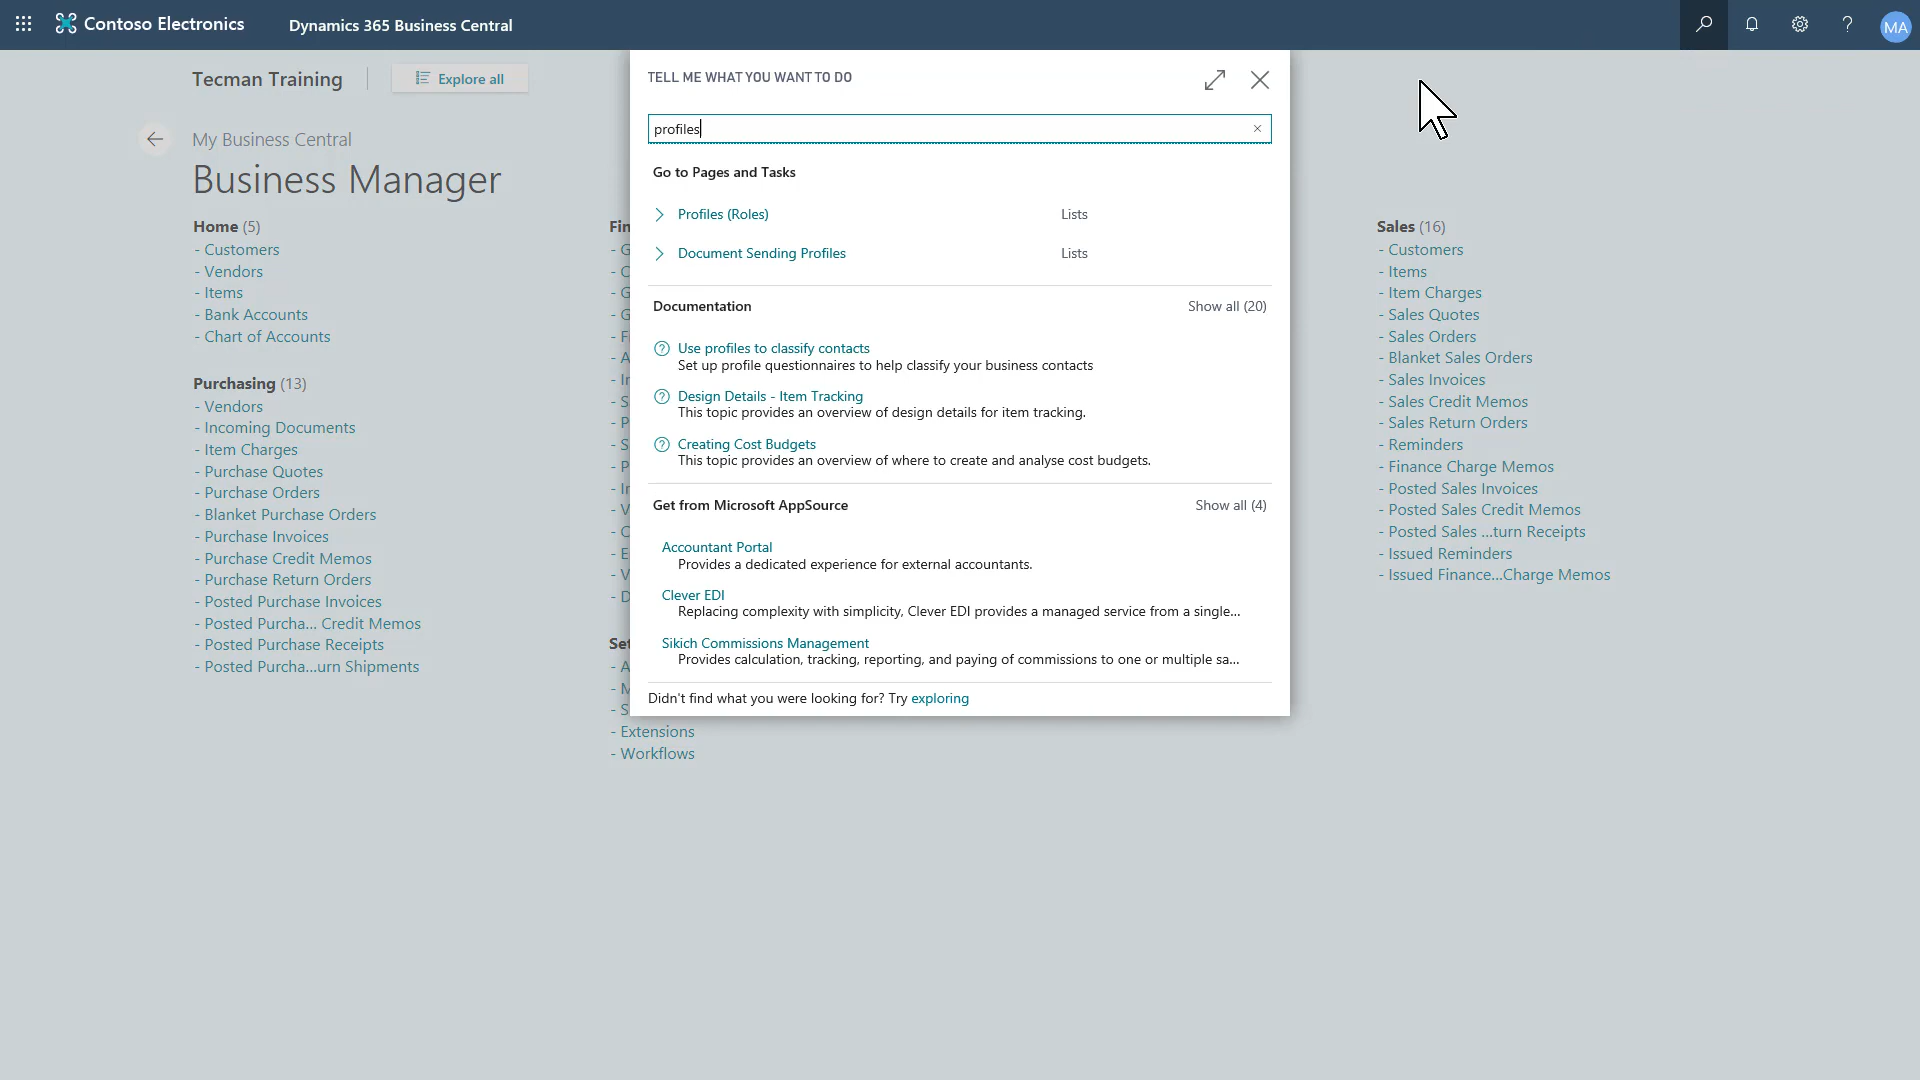 Contoso Electronics
Dynamics 365 Business Central
?
MA
Tecman Training
Explore all
My Business Central
Business Manager
Home (5)
- Customers
- Vendors
- Items
- Bank Accounts
- Chart of Accounts
Purchasing (13)
- Vendors
- Incoming Documents
- Item Charges
- Purchase Quotes
- Purchase Orders
- Blanket Purchase Orders
- Purchase Invoices
- Purchase Credit Memos
- Purchase Return Orders
- Posted Purchase Invoices
- Posted Purcha... Credit Memos
- Posted Purchase Receipts
- Posted Purcha...urn Shipments
- Extensions
- Workflows
TELL ME WHAT YOU WANT TO DO
profiles
Go to Pages and Tasks
Profiles (Roles) Lists
Document Sending Profiles Lists
Documentation Show all (20)
Use profiles to classify contacts
Set up profile questionnaires to help classify your business contacts
Design Details - Item Tracking
This topic provides an overview of design details for item tracking.
Creating Cost Budgets
This topic provides an overview of where to create and analyse cost budgets.
Get from Microsoft AppSource Show all (4)
Accountant Portal
Provides a dedicated experience for external accountants.
Clever EDI
Replacing complexity with simplicity, Clever EDI provides a managed service from a single...
Sikich Commissions Management
Provides calculation, tracking, reporting, and paying of commissions to one or multiple sa...
Didn't find what you were looking for? Try exploring
Sales (16)
- Customers
- Items
- Item Charges
- Sales Quotes
- Sales Orders
- Blanket Sales Orders
- Sales Invoices
- Sales Credit Memos
- Sales Return Orders
- Reminders
- Finance Charge Memos
- Posted Sales Invoices
- Posted Sales Credit Memos
- Posted Sales ...turn Receipts
- Issued Reminders
- Issued Finance...Charge Memos